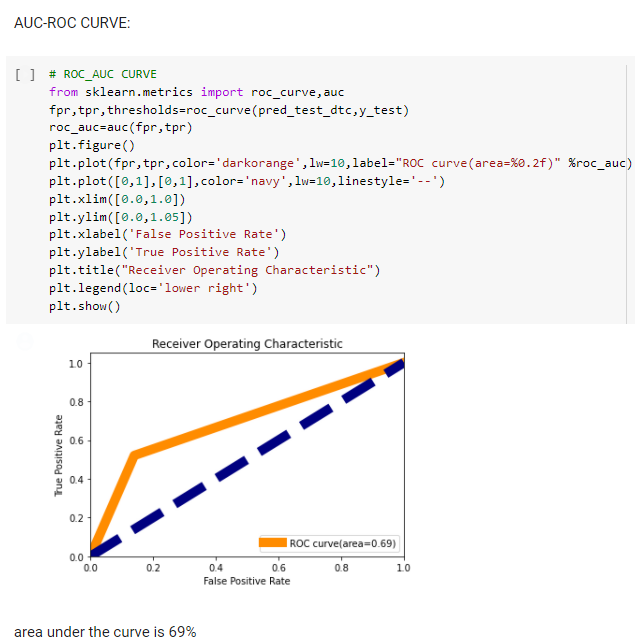 AUC-ROC CURVE:
[ ] # ROC_AUC CURVE
from sklearn.metrics import roc_curve,auc
fpr,tpr,thresholds=roc_curve(pred_test_dtc,y_test)
roc_auc=auc(fpr,tpr)
plt.figure()
plt.plot(fpr,tpr,color='darkorange',lw=10,label="ROC curve(area=%0.2f)" %roc_auc)
plt.plot([0,1],[0,1],color='navy',lw=10,linestyle='--')
plt.xlim([0.0,1.0])
plt.ylim([0.0,1.05])
plt.xlabel('False Positive Rate')
plt.ylabel('True Positive Rate')
plt.title("Receiver Operating Characteristic")
plt.legend(loc='lower right')
plt.show()
Receiver Operating Characteristic
True Positive Rate
1.0
0.8
0.6
0.4
0.2
0.0
ROC curve(area=0.69)
0.0 0.2 0.4 0.6 0.8 1.0
False Positive Rate
area under the curve is 69%